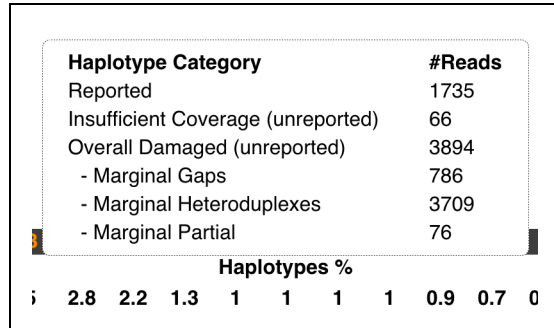 Haplotype Category #Reads
Reported 1735
Insufficient Coverage (unreported) 66
Overall Damaged (unreported) 3894
- Marginal Gaps 786
- Marginal Heteroduplexes 3709
- Marginal Partial 76
Haplotypes %
2.8 2.2 1.3 1 1 1 1 0.9 0.7